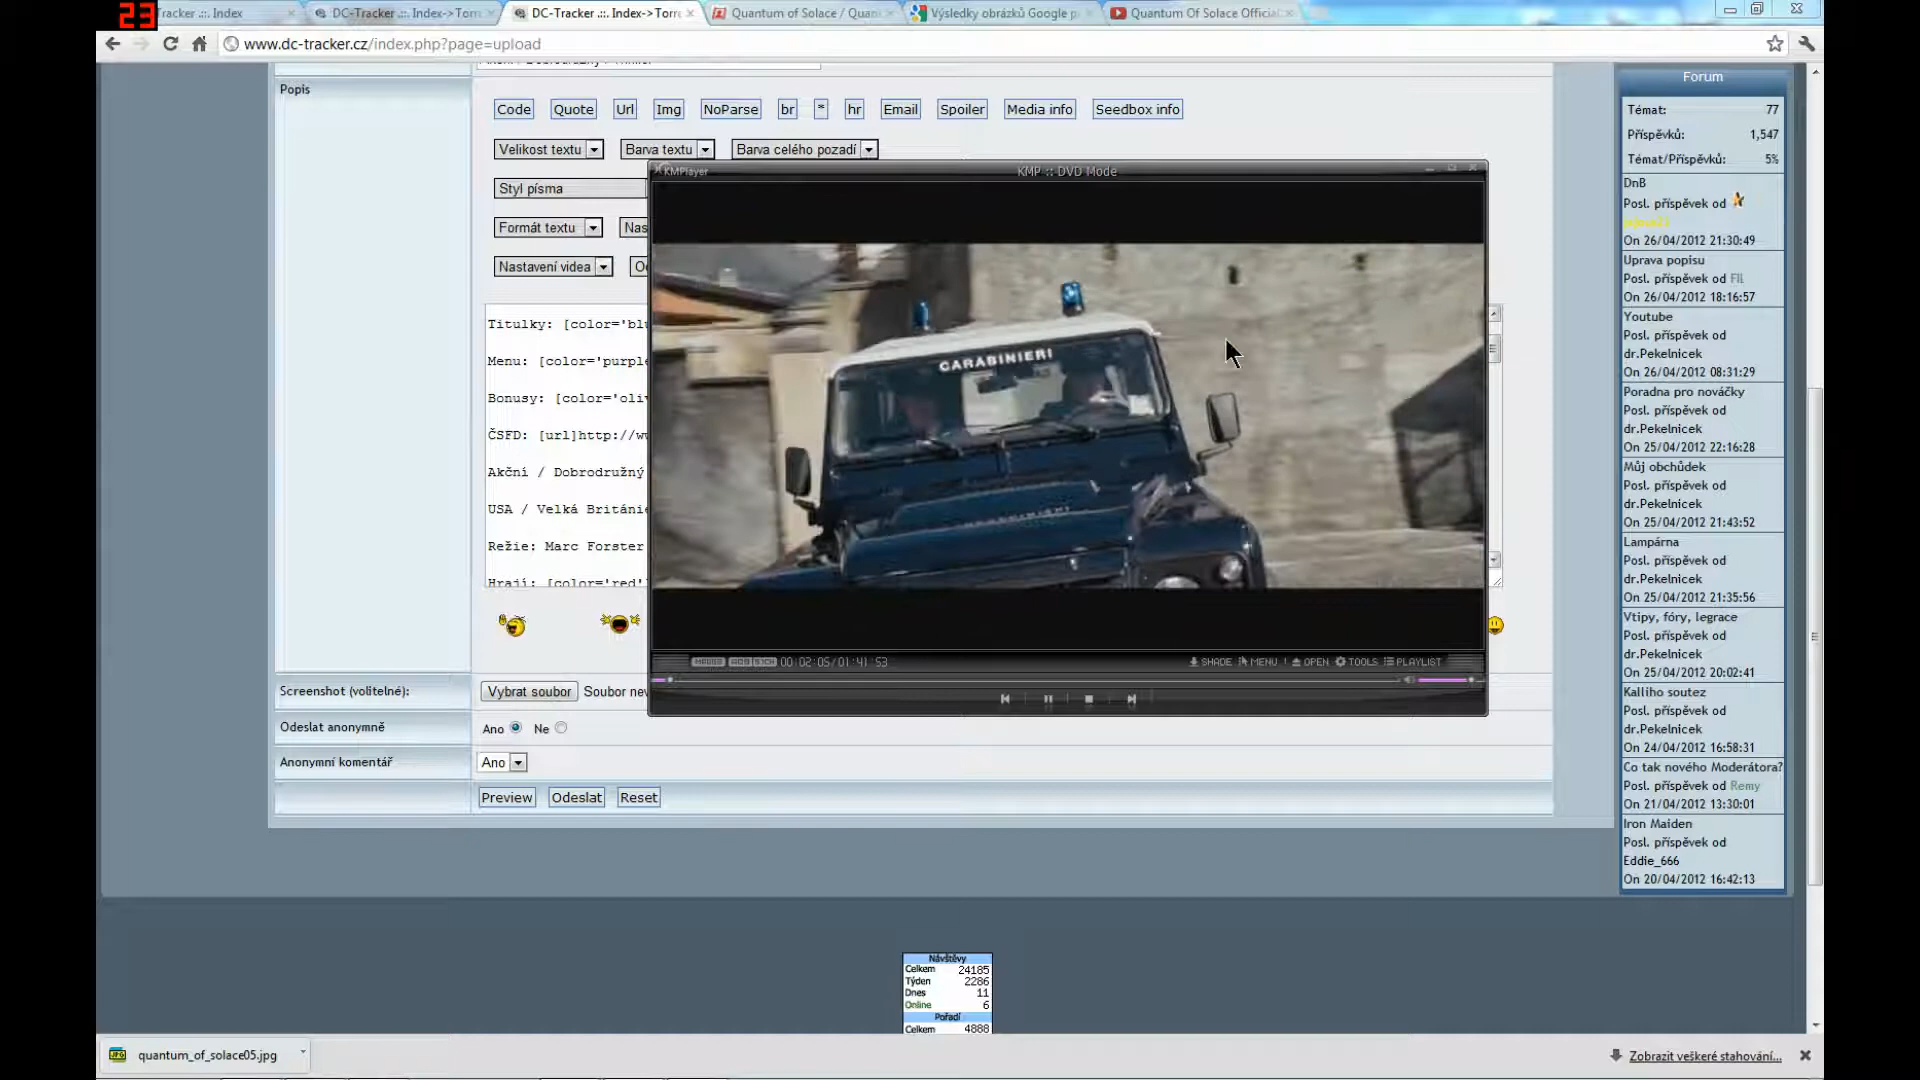 23
Tracker .::. Index
DC-Tracker .::. Index->Torre
DC-Tracker .::. Index->Torre
Quantum of Solace / Quan
Výsledky obrázků Google p
Quantum Of Solace Official
www.dc-tracker.cz/index.php?page=upload
Popis
Code Quote Url Img NoParse br * hr Email Spoiler Media info Seedbox info
Velikost textu Barva textu Barva celého pozadí
Styl písma
Formát textu Nas
Nastavení videa
Titulky: [color='blu
Menu: [color='purple
Bonusy: [color='oliv
ČSFD: [url]http://ww
Akční / Dobrodružný
USA / Velká Británie
Režie: Marc Forster
Hrají: [color='red'
KMPlayer
KMP :: DVD Mode
CARABINIERI
00:02:05/01:41:53
SHADE MENU OPEN TOOLS PLAYLIST
Screenshot (volitelné):
Vybrat soubor Soubor nev
Odeslat anonymně
Ano Ne
Anonymní komentář
Ano
Preview Odeslat Reset
Forum
Témat: 77
Příspěvků: 1,547
Témat/Příspěvků: 5%
DnB
Posl. příspěvek od
On 26/04/2012 21:30:49
Uprava popisu
Posl. příspěvek od Fli
On 26/04/2012 18:16:57
Youtube
Posl. příspěvek od
dr.Pekelnicek
On 26/04/2012 08:31:29
Poradna pro nováčky
Posl. příspěvek od
dr.Pekelnicek
On 25/04/2012 22:16:28
Můj obchůdek
Posl. příspěvek od
dr.Pekelnicek
On 25/04/2012 21:43:52
Lampárna
Posl. příspěvek od
dr.Pekelnicek
On 25/04/2012 21:35:56
Vtipy, fóry, legrace
Posl. příspěvek od
dr.Pekelnicek
On 25/04/2012 20:02:41
Kalliho soutez
Posl. příspěvek od
dr.Pekelnicek
On 24/04/2012 16:58:31
Co tak nového Moderátora?
Posl. příspěvek od Remy
On 21/04/2012 13:30:01
Iron Maiden
Posl. příspěvek od
Eddie_666
On 20/04/2012 16:42:13
Návštěvy
Celkem 24185
Týden 2286
Dnes 11
Online 6
Pořadí
Celkem 4888
quantum_of_solace05.jpg
Zobrazit veškeré stahování...